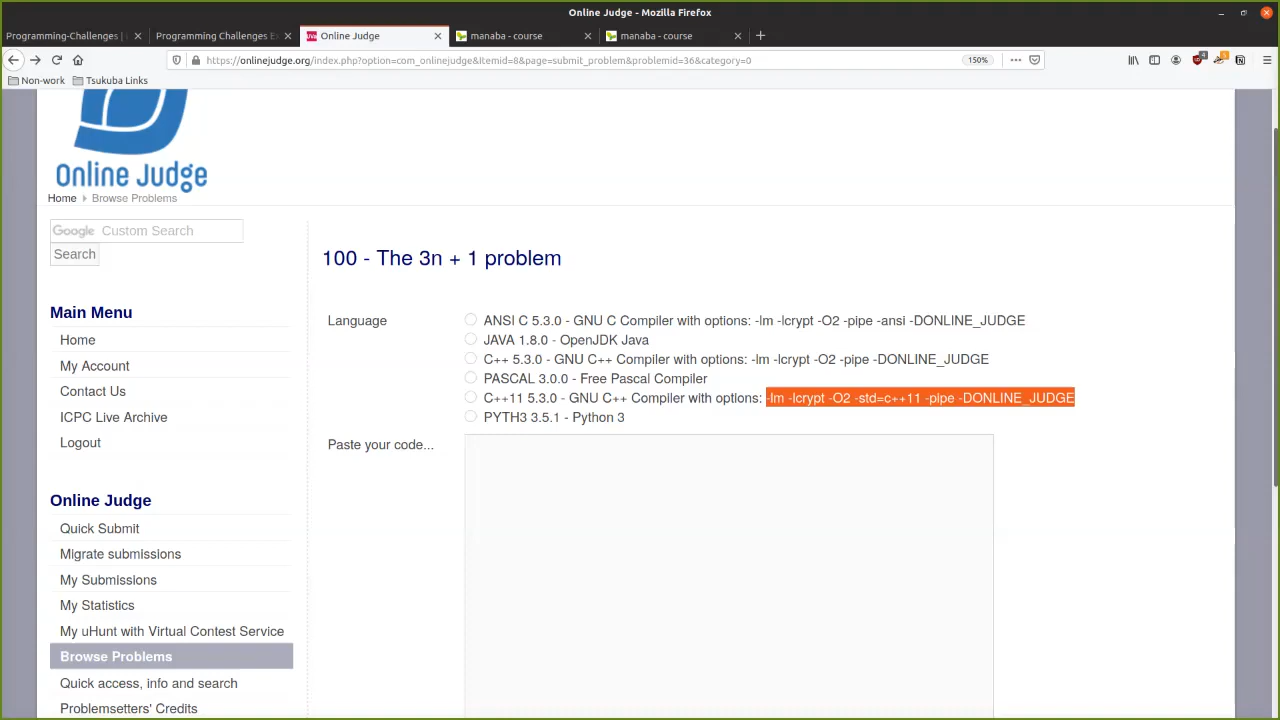 Online Judge - Mozilla Firefox
Programming-Challenges |
Programming Challenges E
UVa
Online Judge
manaba - course
manaba - course
https://onlinejudge.org/index.php?option=com_onlinejudge&Itemid=8&page=submit_problem&problemid=36&category=0
150%
Non-work
Tsukuba Links
Online Judge
Home
Browse Problems
Google Custom Search
Search
100 - The 3n + 1 problem
Main Menu
Home
My Account
Contact Us
ICPC Live Archive
Logout
Language
ANSI C 5.3.0 - GNU C Compiler with options: -lm -lcrypt -O2 -pipe -ansi -DONLINE_JUDGE
JAVA 1.8.0 - OpenJDK Java
C++ 5.3.0 - GNU C++ Compiler with options: -lm -lcrypt -O2 -pipe -DONLINE_JUDGE
PASCAL 3.0.0 - Free Pascal Compiler
C++11 5.3.0 - GNU C++ Compiler with options: -lm -lcrypt -O2 -std=c++11 -pipe -DONLINE_JUDGE
PYTH3 3.5.1 - Python 3
Paste your code...
Online Judge
Quick Submit
Migrate submissions
My Submissions
My Statistics
My uHunt with Virtual Contest Service
Browse Problems
Quick access, info and search
Problemsetters' Credits